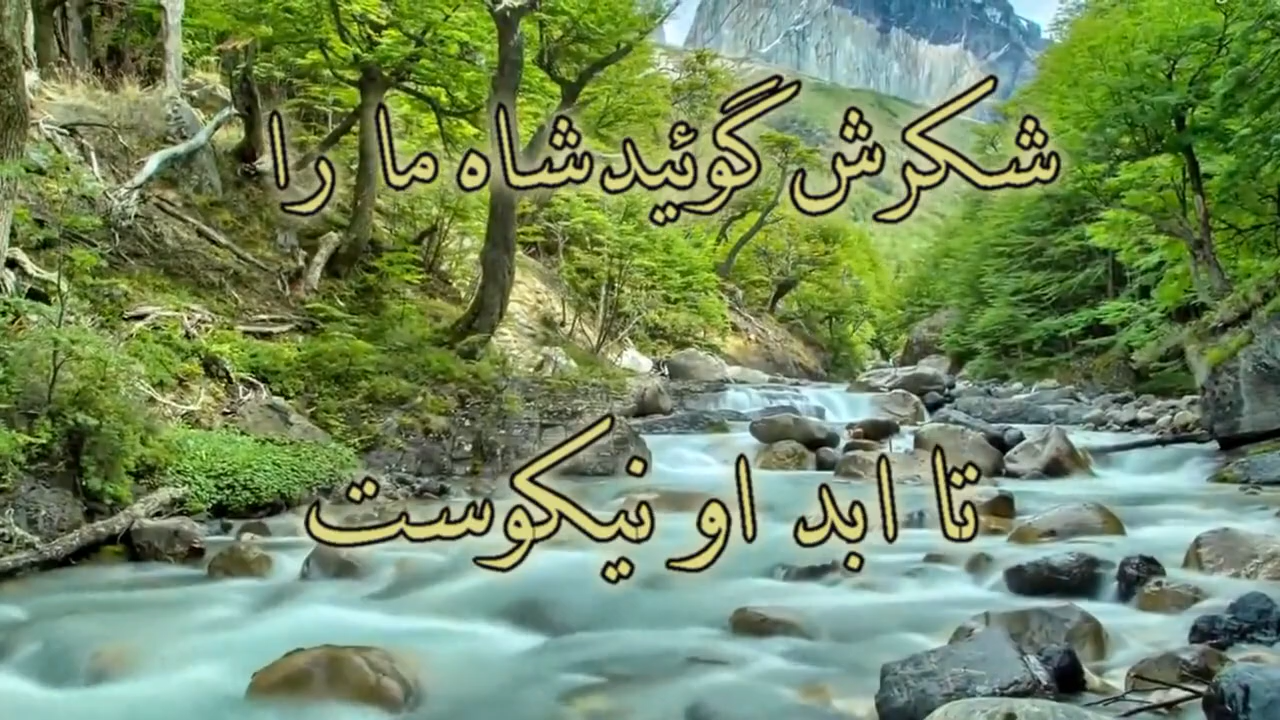 شکرش گوئید شاه ما را
تا ابد او نیکوست